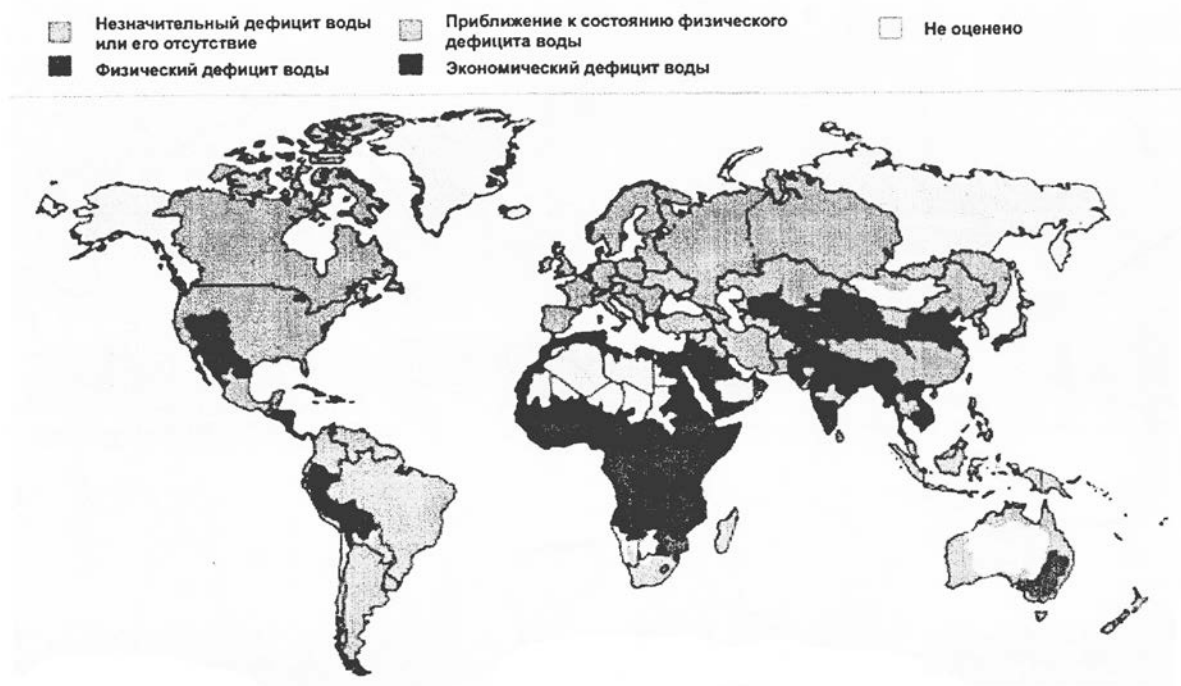 Незначительный дефицит воды
или его отсутствие
Физический дефицит воды
Приближение к состоянию физического
дефицита воды
Экономический дефицит воды
Не оценено